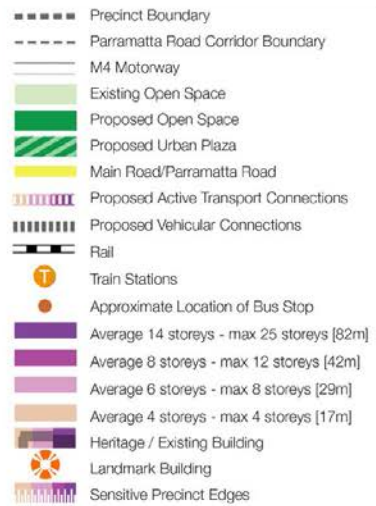 Precinct Boundary
Parramatta Road Corridor Boundary
M4 Motorway
Existing Open Space
Proposed Open Space
Proposed Urban Plaza
Main Road/Parramatta Road
Proposed Active Transport Connections
Proposed Vehicular Connections
Rail
T Train Stations
Approximate Location of Bus Stop
Average 14 storeys - max 25 storeys [82m]
Average 8 storeys - max 12 storeys [42m]
Average 6 storeys - max 8 storeys [29m]
Average 4 storeys - max 4 storeys [17m]
Heritage / Existing Building
Landmark Building
Sensitive Precinct Edges